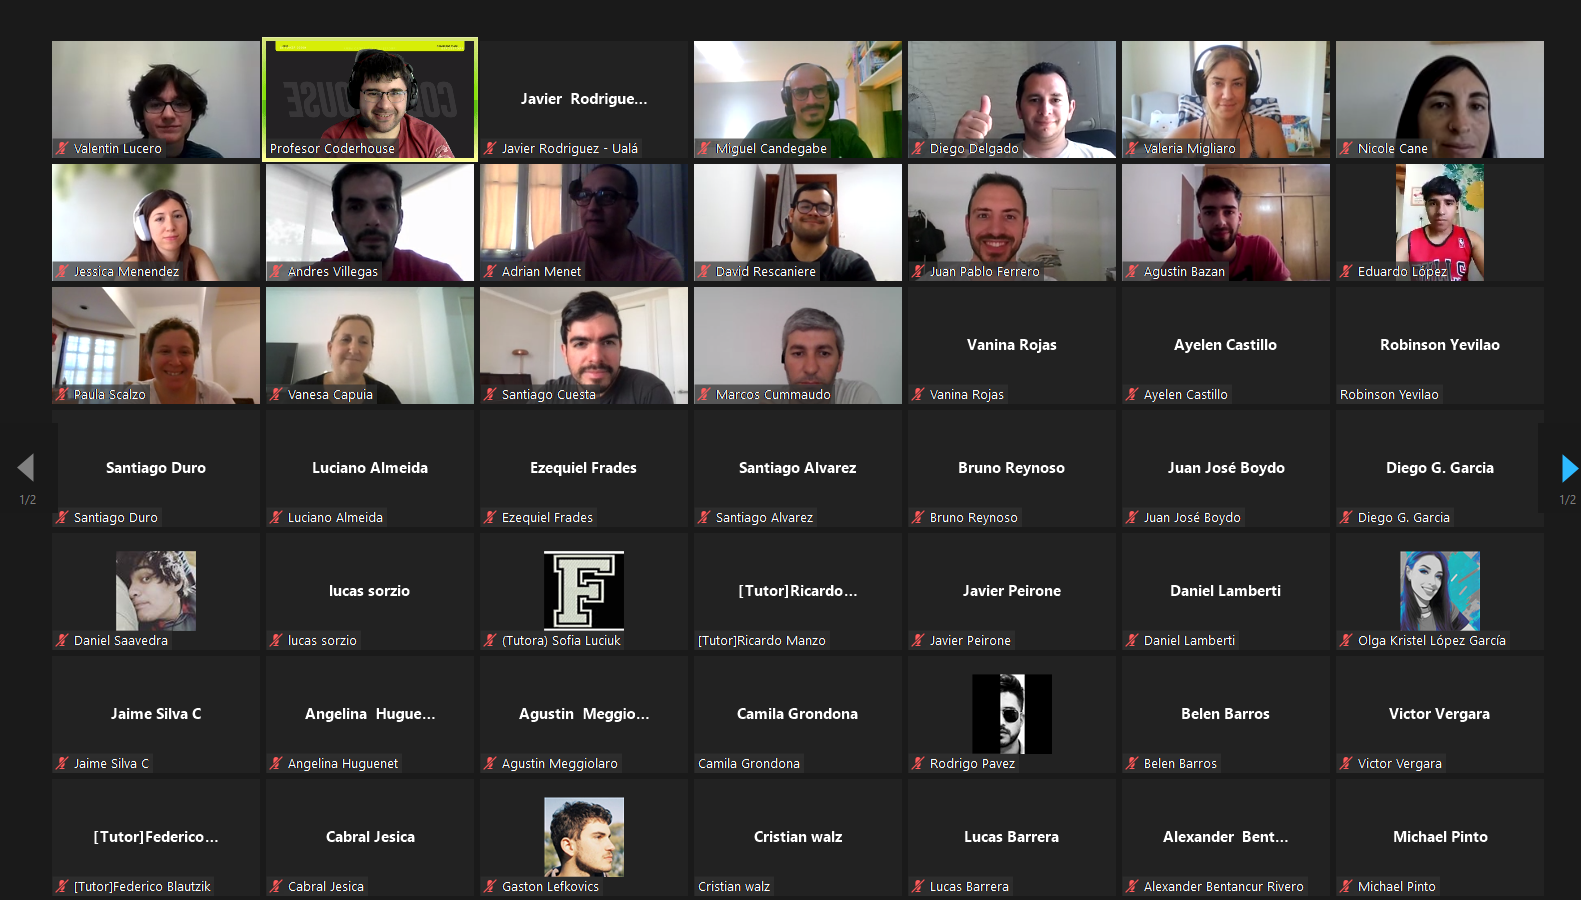 CODERHOUSE
Valentin Lucero
Profesor Coderhouse
Javier Rodrigue...
Javier Rodriguez - Ualá
Miguel Candegabe
Diego Delgado
Valeria Migliaro
Nicole Cane
Jessica Menendez
Andres Villegas
Adrian Menet
David Rescaniere
Juan Pablo Ferrero
Agustin Bazan
Eduardo López
Paula Scalzo
Vanesa Capuia
Santiago Cuesta
Marcos Cummaudo
Vanina Rojas
Vanina Rojas
Ayelen Castillo
Ayelen Castillo
Robinson Yevilao
Robinson Yevilao
1/2
Santiago Duro
Santiago Duro
Luciano Almeida
Luciano Almeida
Ezequiel Frades
Ezequiel Frades
Santiago Alvarez
Santiago Alvarez
Bruno Reynoso
Bruno Reynoso
Juan José Boydo
Juan José Boydo
Diego G. Garcia
Diego G. Garcia
1/2
Daniel Saavedra
lucas sorzio
lucas sorzio
F
(Tutora) Sofia Luciuk
[Tutor]Ricardo...
[Tutor]Ricardo Manzo
Javier Peirone
Javier Peirone
Daniel Lamberti
Daniel Lamberti
Olga Kristel López García
Jaime Silva C
Jaime Silva C
Angelina Hugue...
Angelina Huguenet
Agustin Meggio...
Agustin Meggiolaro
Camila Grondona
Camila Grondona
Rodrigo Pavez
Belen Barros
Belen Barros
Victor Vergara
Victor Vergara
[Tutor]Federico...
[Tutor]Federico Blautzik
Cabral Jesica
Cabral Jesica
Gaston Lefkovics
Cristian walz
Cristian walz
Lucas Barrera
Lucas Barrera
Alexander Bent...
Alexander Bentancur Rivero
Michael Pinto
Michael Pinto